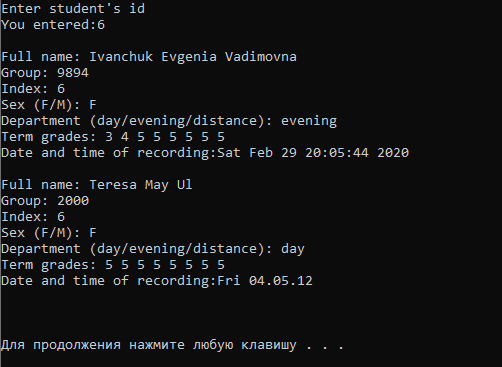 Enter student's id
You entered:6
Full name: Ivanchuk Evgenia Vadimovna
Group: 9894
Index: 6
Sex (F/M): F
Department (day/evening/distance): evening
Term grades: 3 4 5 5 5 5 5 5
Date and time of recording:Sat Feb 29 20:05:44 2020
Full name: Teresa May Ul
Group: 2000
Index: 6
Sex (F/M): F
Department (day/evening/distance): day
Term grades: 5 5 5 5 5 5 5 5
Date and time of recording:Fri 04.05.12
Для продолжения нажмите любую клавишу . . .